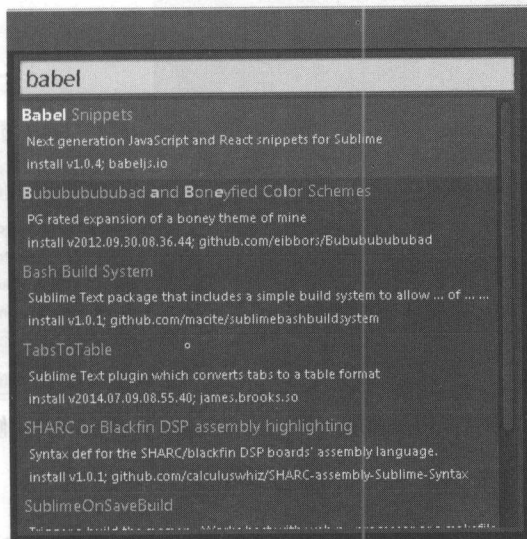 babel
Babel Snippets
Next generation JavaScript and React snippets for Sublime
install v1.0.4; babeljs.io
Bubububububad and Boneyfied Color Schemes
PG rated expansion of a boney theme of mine
install v2012.09.30.08.36.44; github.com/eibbors/Bubububububad
Bash Build System
Sublime Text package that includes a simple build system to allow ... of ... ...
install v1.0.1; github.com/macite/sublimebashbuildsystem
TabsToTable
Sublime Text plugin which converts tabs to a table format
install v2014.07.09.08.55.40; james.brooks.so
SHARC or Blackfin DSP assembly highlighting
Syntax def for the SHARC/blackfin DSP boards' assembly language.
install v1.0.1; github.com/calculuswhiz/SHARC-assembly-Sublime-Syntax
SublimeOnSaveBuild